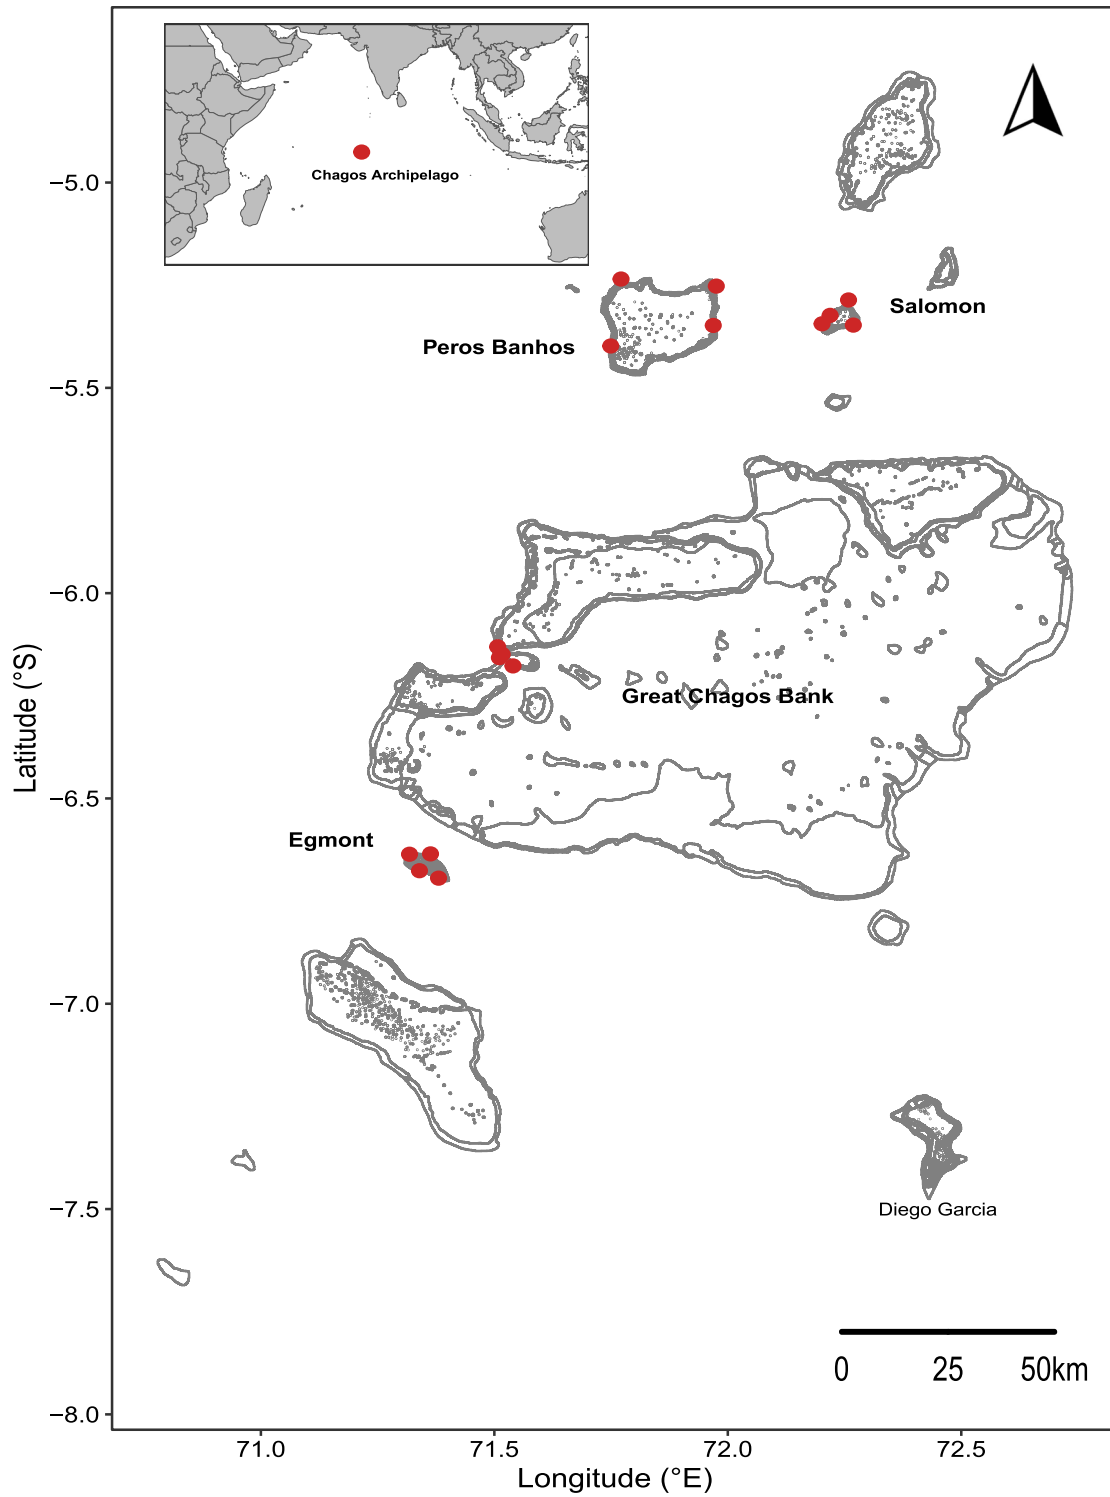 Chagos Archipelago
−5.0
Salomon
Peros Banhos
−5.5
−6.0
Great Chagos Bank
−6.5
Egmont
−7.0
−7.5
Diego Garcia
0 25 50km
−8.0
71.0 71.5 72.0 72.5
Longitude (°E)
Latitude (°S)